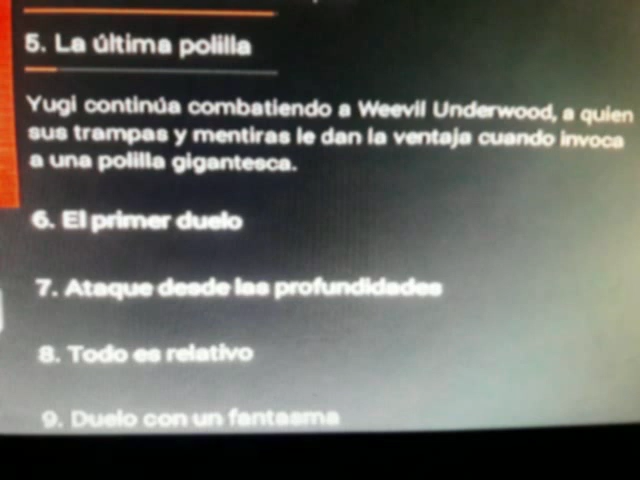 5. La última polilla
Yugi continúa combatiendo a Weevil Underwood, a quien
sus trampas y mentiras le dan la ventaja cuando invoca
a una polilla gigantesca.
6. El primer duelo
7. Ataque desde las profundidades
8. Todo es relativo
9. Duelo con un fantasma